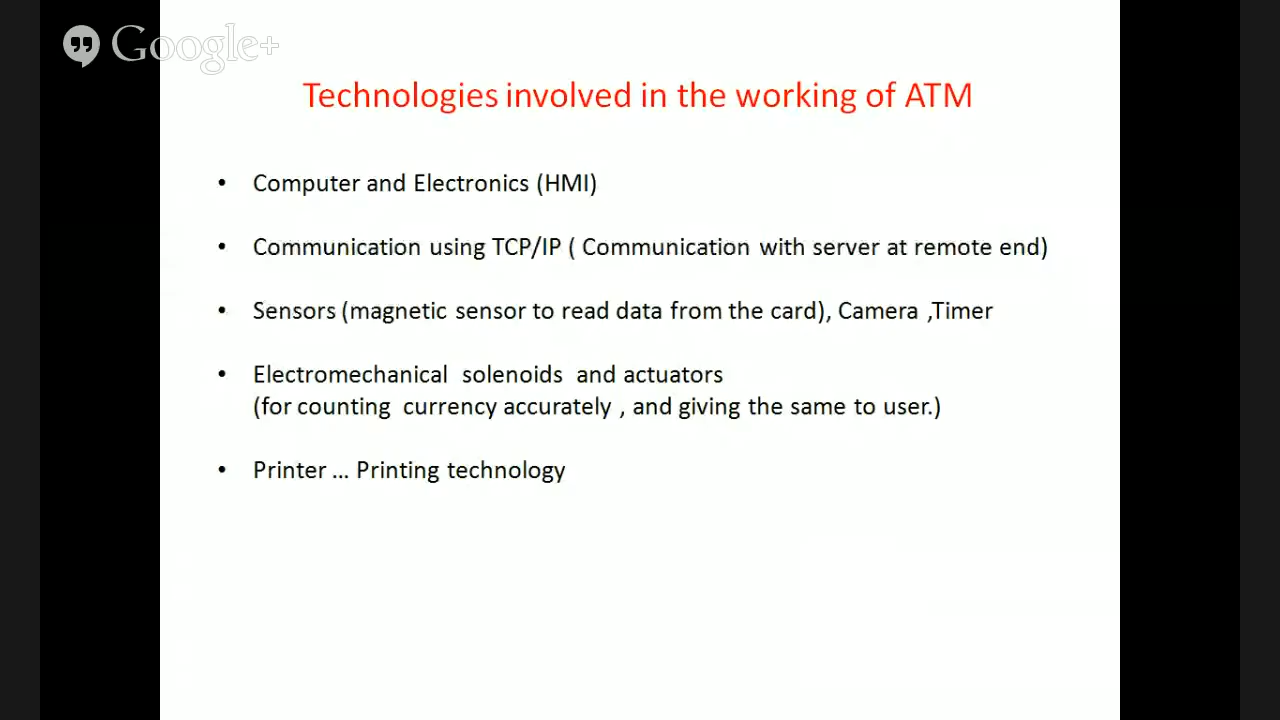 Google+
Technologies involved in the working of ATM
• Computer and Electronics (HMI)
• Communication using TCP/IP ( Communication with server at remote end)
• Sensors (magnetic sensor to read data from the card), Camera ,Timer
• Electromechanical solenoids and actuators
(for counting currency accurately , and giving the same to user.)
• Printer ... Printing technology